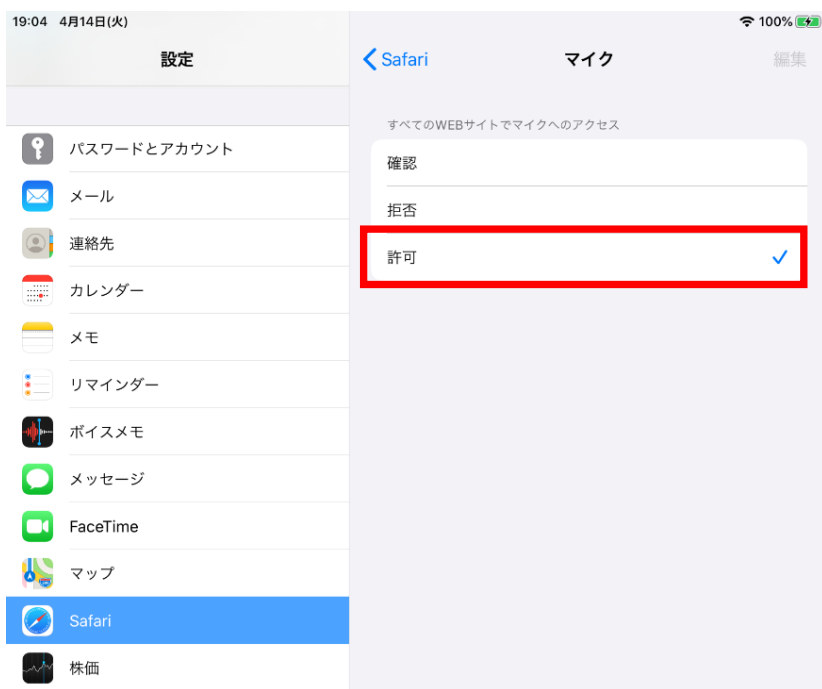 19:04 4月14日(火)
100%
設定
パスワードとアカウント
メール
連絡先
カレンダー
メモ
リマインダー
ボイスメモ
メッセージ
FaceTime
マップ
Safari
株価
Safari
マイク
編集
すべてのWEBサイトでマイクへのアクセス
確認
拒否
許可